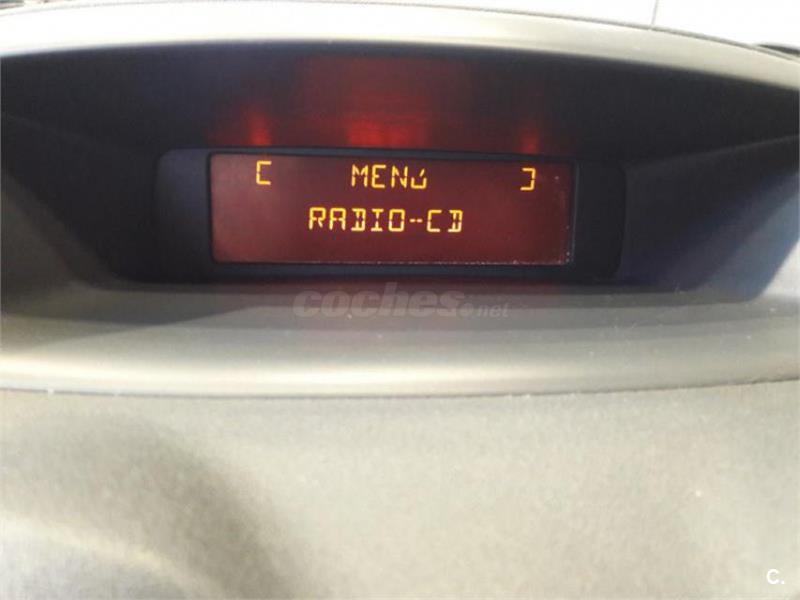 [ MENú ]
RADIO--CD
coches.net
c.